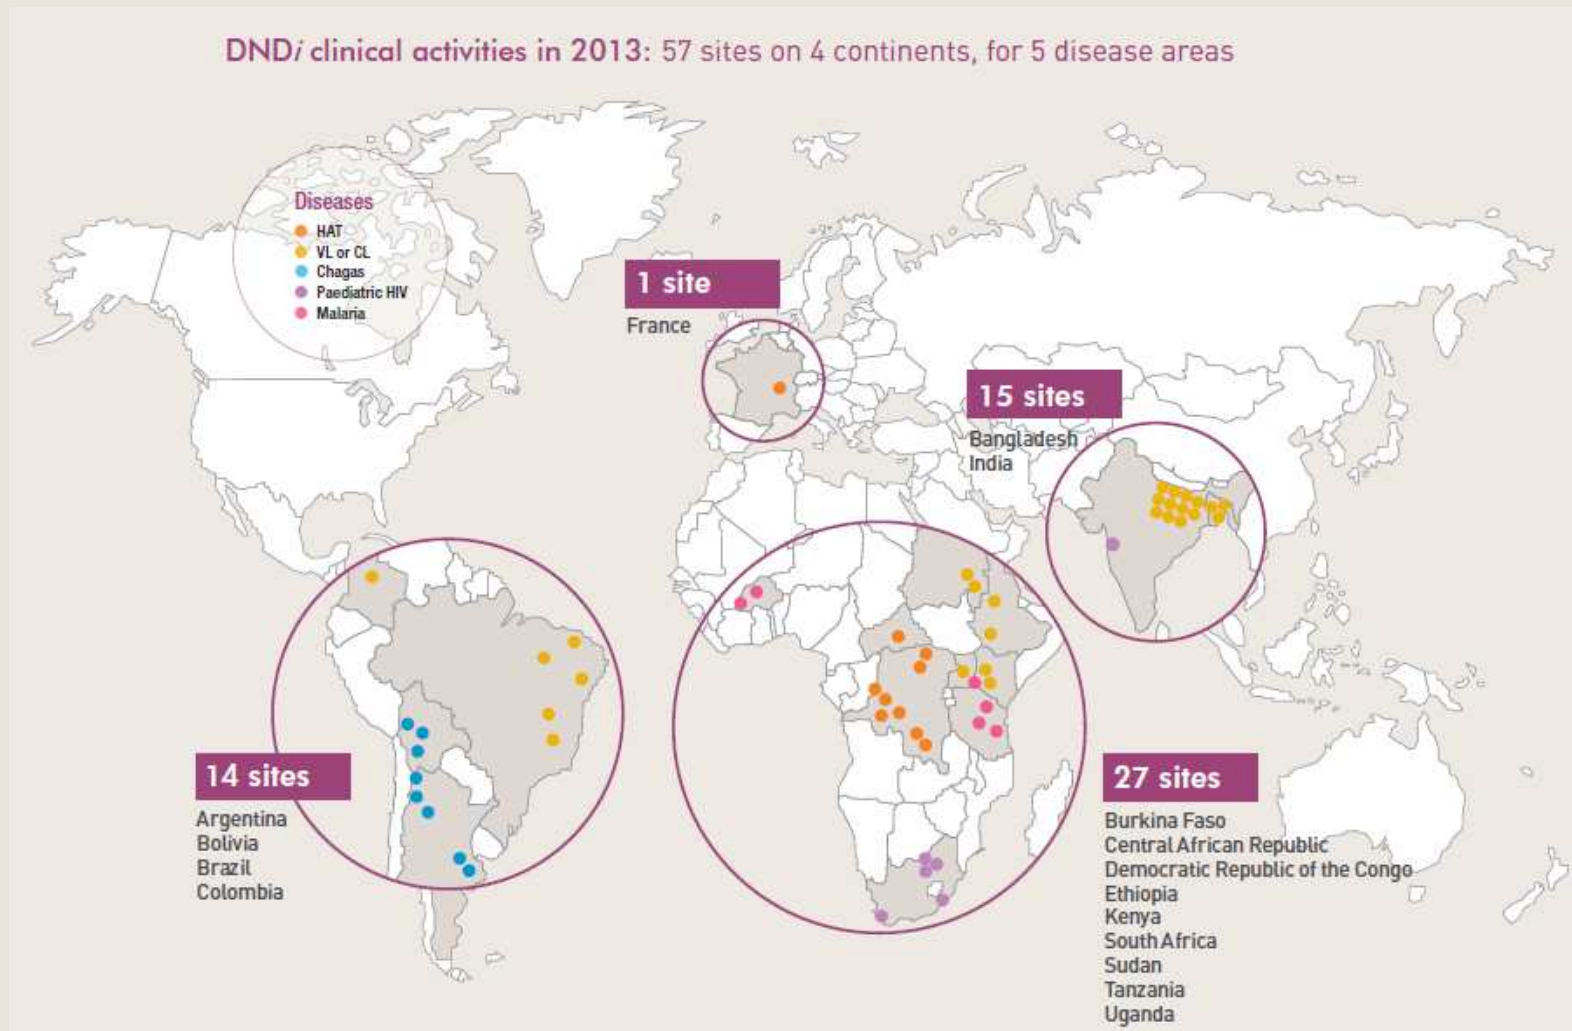 DNDi clinical activities in 2013: 57 sites on 4 continents, for 5 disease areas
Diseases
HAT
VL or CL
Chagas
Paediatric HIV
Malaria
1 site
France
15 sites
Bangladesh
India
14 sites
Argentina
Bolivia
Brazil
Colombia
27 sites
Burkina Faso
Central African Republic
Democratic Republic of the Congo
Ethiopia
Kenya
South Africa
Sudan
Tanzania
Uganda